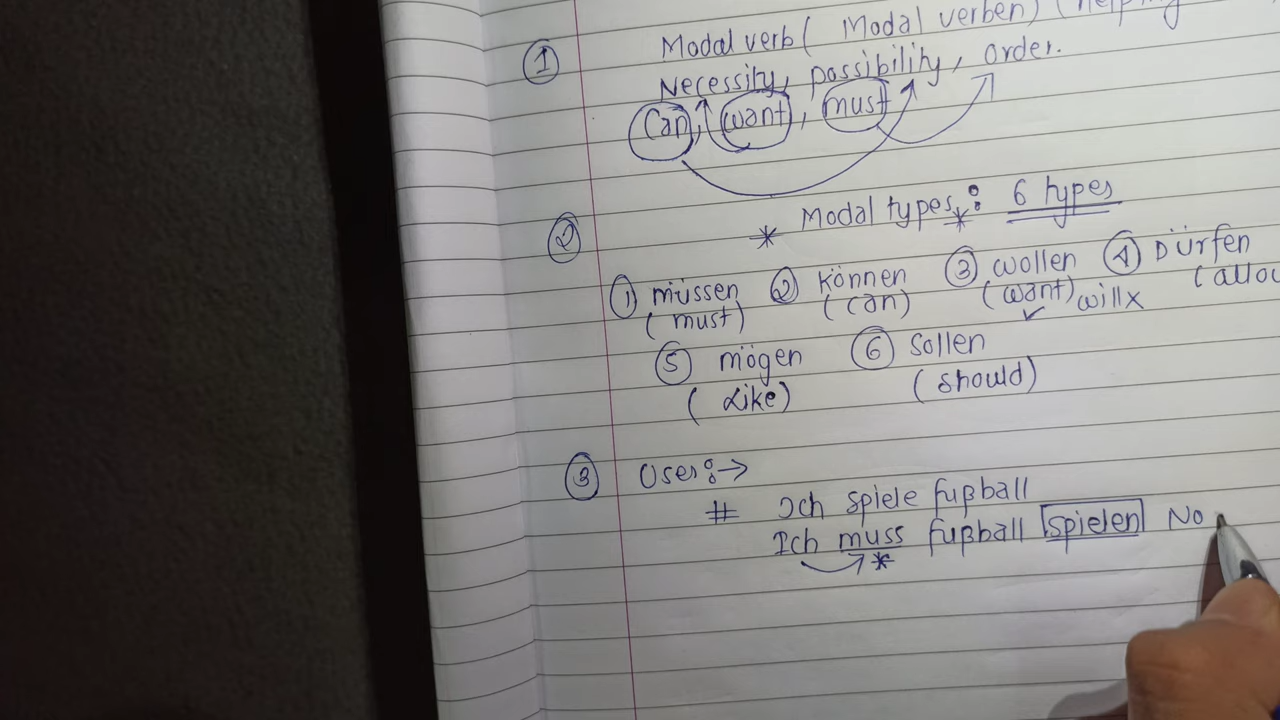 ① Modal verb ( Modal verben) (helping
Necessity, possibility, order.
Can, want, must
② * Modal types * : 6 types
① müssen ② können ③ wollen ④ Dürfen
( must) ( can) ( want) will x (allow
⑤ mögen ⑥ sollen
( Like) ( should)
③ Uses :→
# Ich spiele fußball
Ich muss fußball spielen No
*